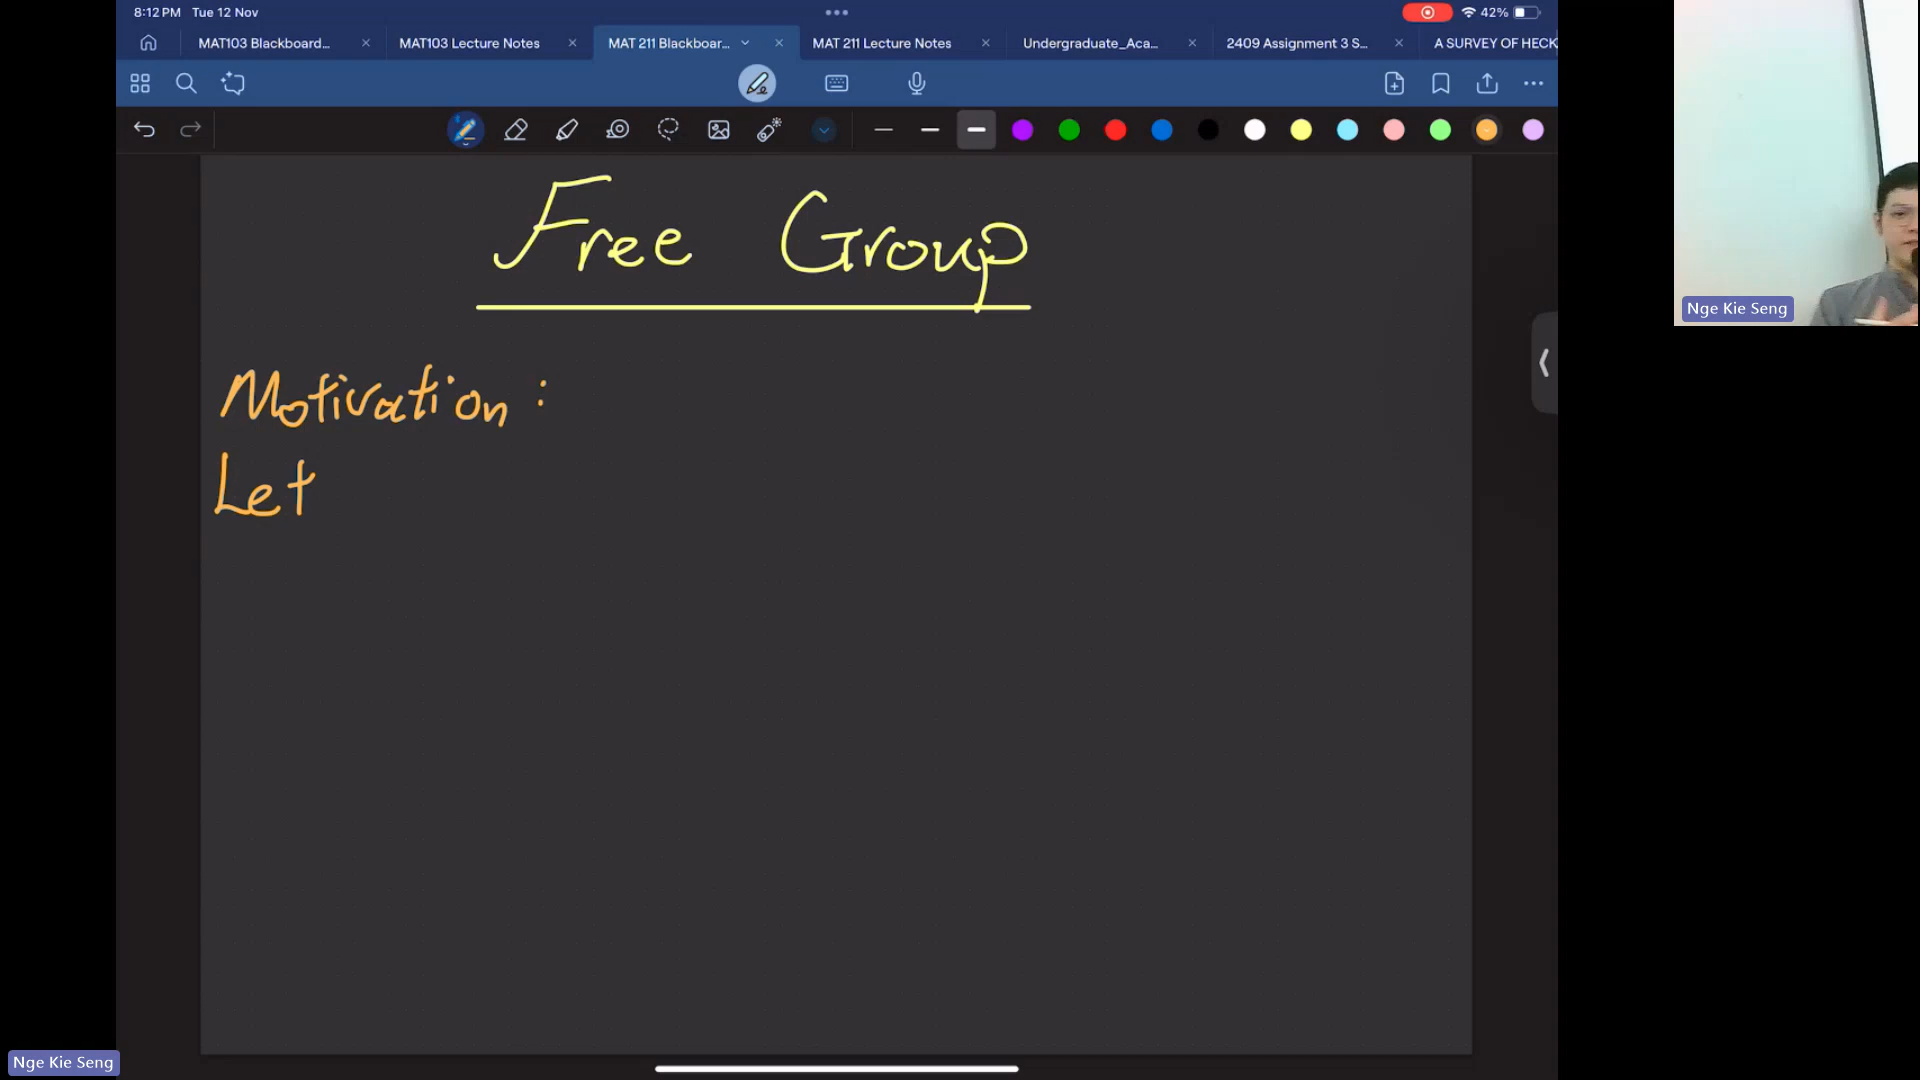 8:12 PM Tue 12 Nov
42%
MAT103 Blackboard...
MAT103 Lecture Notes
MAT 211 Blackboar...
MAT 211 Lecture Notes
Undergraduate_Aca...
2409 Assignment 3 S...
A SURVEY OF HECK
Free Group
Motivation :
Let
Nge Kie Seng
Nge Kie Seng